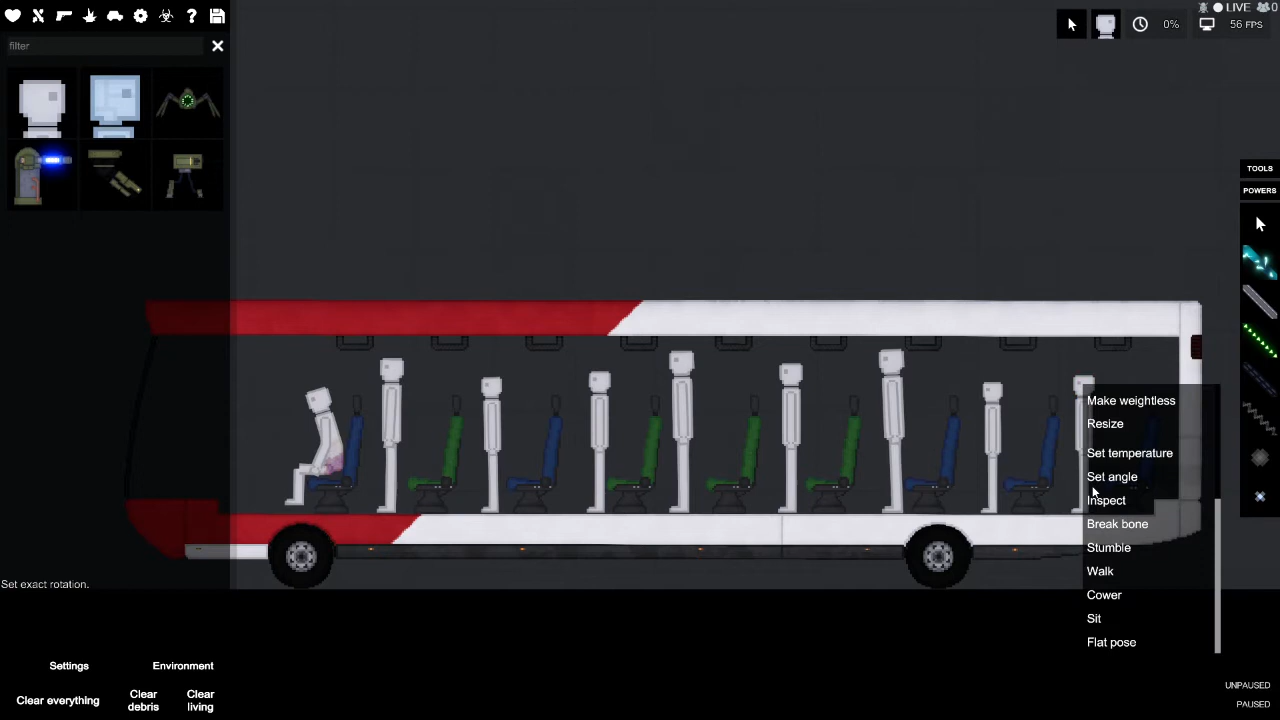 LIVE 0
0%
56 FPS
filter
TOOLS
POWERS
Make weightless
Resize
Set temperature
Set angle
Inspect
Break bone
Stumble
Walk
Cower
Sit
Flat pose
Set exact rotation.
Settings
Environment
Clear everything
Clear
debris
Clear
living
UNPAUSED
PAUSED